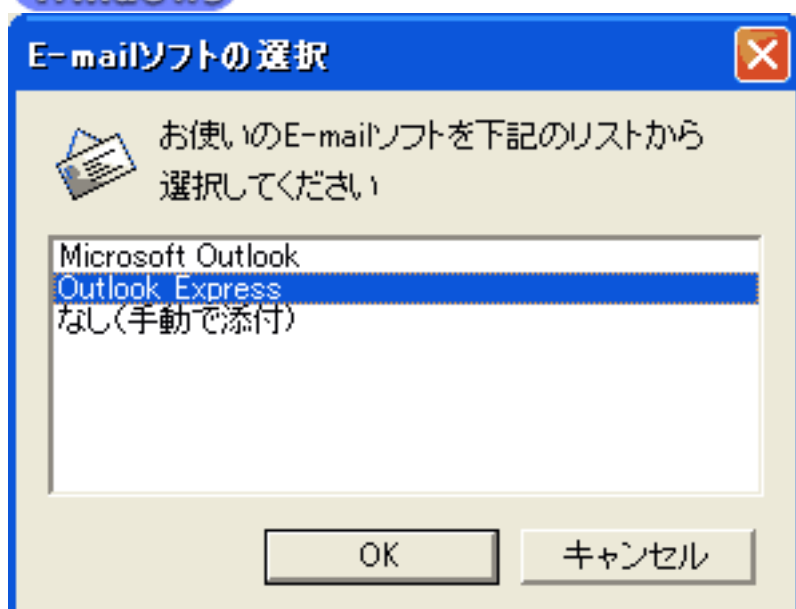 Windows
E-mailソフトの選択
お使いのE-mailソフトを下記のリストから
選択してください
Microsoft Outlook
Outlook Express
なし(手動で添付)
OK
キャンセル